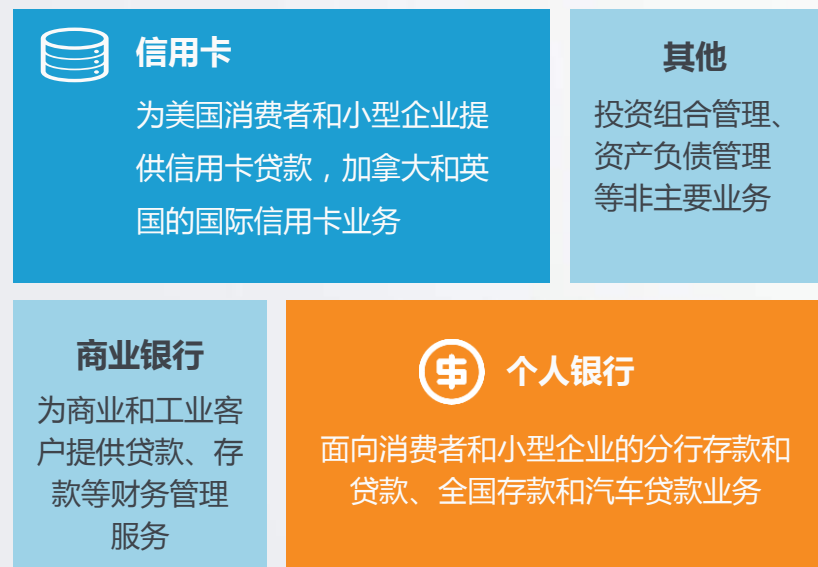 信用卡
为美国消费者和小型企业提
供信用卡贷款，加拿大和英
国的国际信用卡业务
其他
投资组合管理、
资产负债管理
等非主要业务
商业银行
为商业和工业客
户提供贷款、存
款等财务管理
服务
个人银行
面向消费者和小型企业的分行存款和
贷款、全国存款和汽车贷款业务